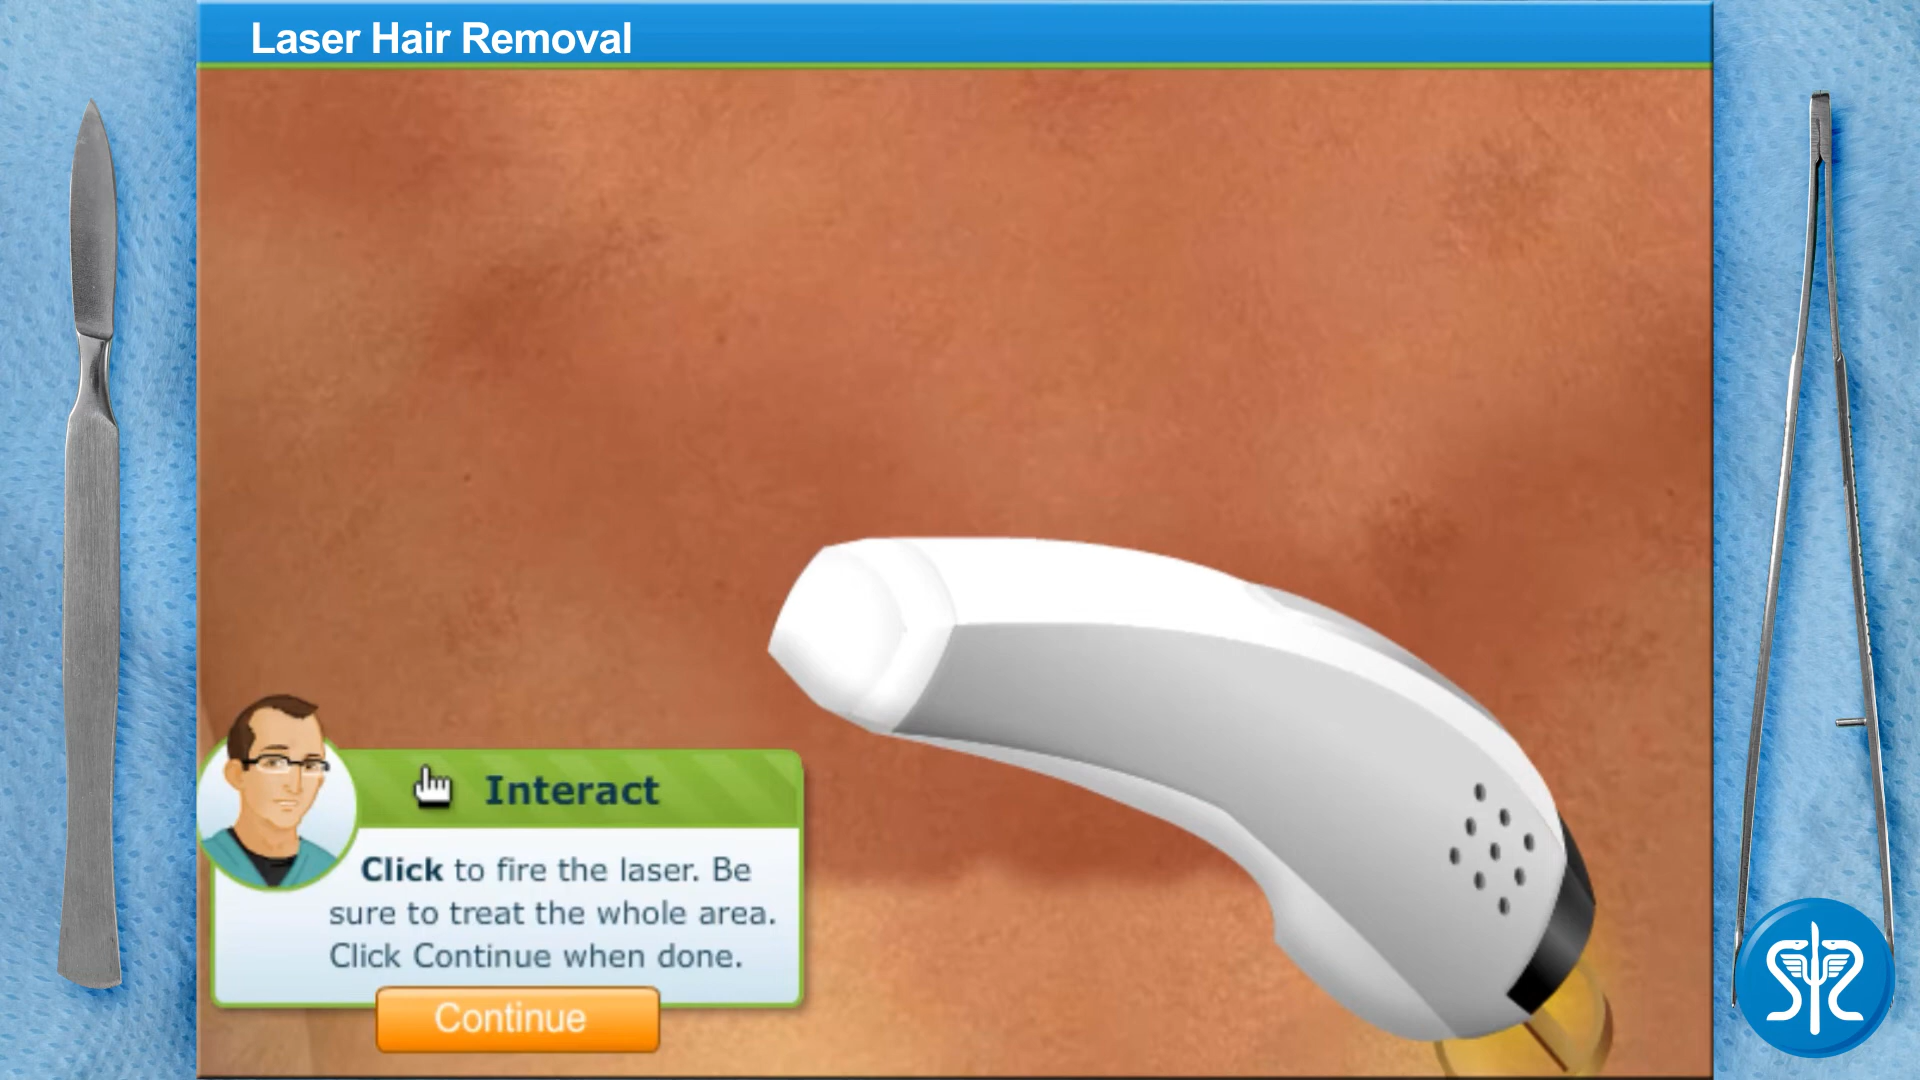 Laser Hair Removal
Interact
Click to fire the laser. Be
sure to treat the whole area.
Click Continue when done.
Continue